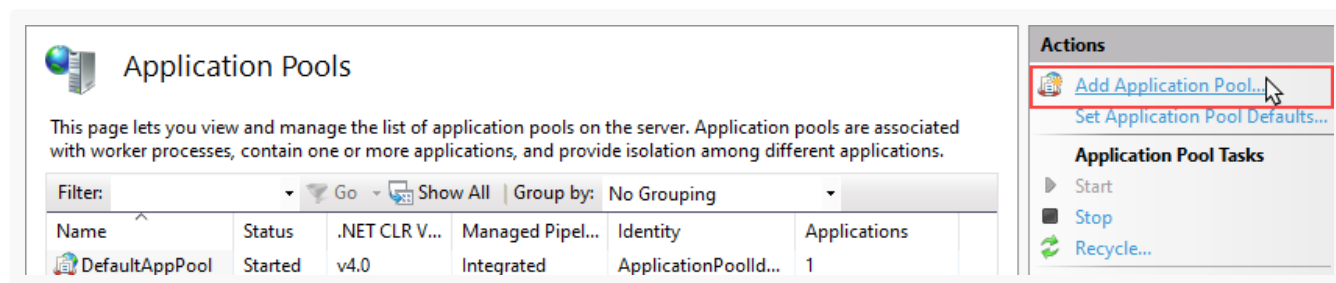 Application Pools
This page lets you view and manage the list of application pools on the server. Application pools are associated
with worker processes, contain one or more applications, and provide isolation among different applications.
Filter: Go Show All Group by: No Grouping
Name Status .NET CLR V... Managed Pipel... Identity Applications
DefaultAppPool Started v4.0 Integrated ApplicationPoolId... 1
Actions
Add Application Pool...
Set Application Pool Defaults...
Application Pool Tasks
Start
Stop
Recycle...